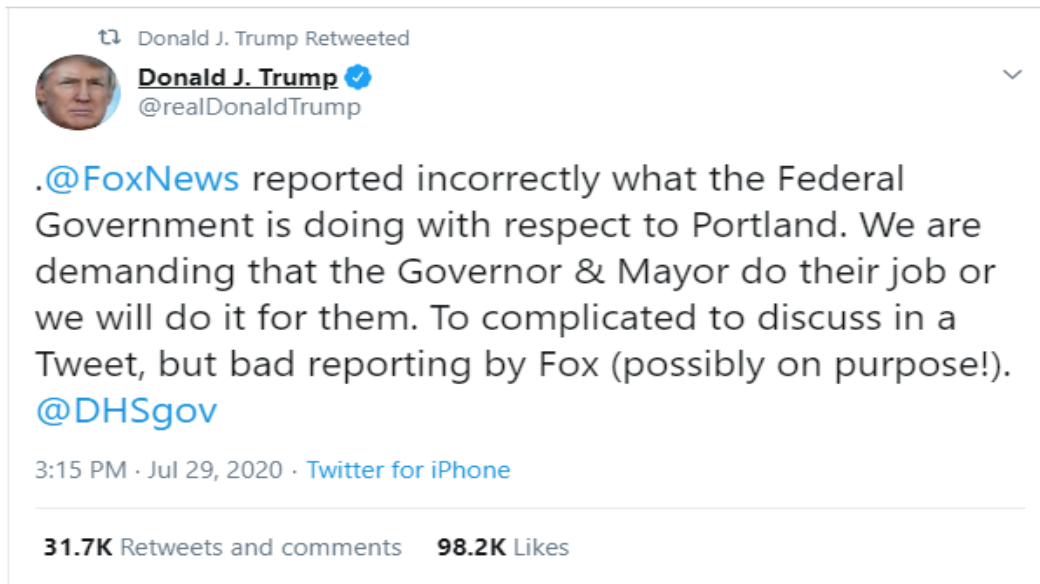 Donald J. Trump Retweeted
Donald J. Trump
@realDonaldTrump
.@FoxNews reported incorrectly what the Federal
Government is doing with respect to Portland. We are
demanding that the Governor & Mayor do their job or
we will do it for them. To complicated to discuss in a
Tweet, but bad reporting by Fox (possibly on purpose!).
@DHSgov
3:15 PM · Jul 29, 2020 · Twitter for iPhone
31.7K Retweets and comments 98.2K Likes